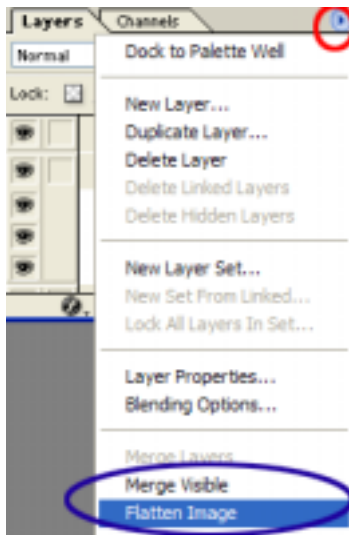 Layers
Channels
Normal
Dock to Palette Well
Lock:
New Layer...
Duplicate Layer...
Delete Layer
Delete Linked Layers
Delete Hidden Layers
New Layer Set...
New Set From Linked...
Lock All Layers In Set...
Layer Properties...
Blending Options...
Merge Layers
Merge Visible
Flatten Image